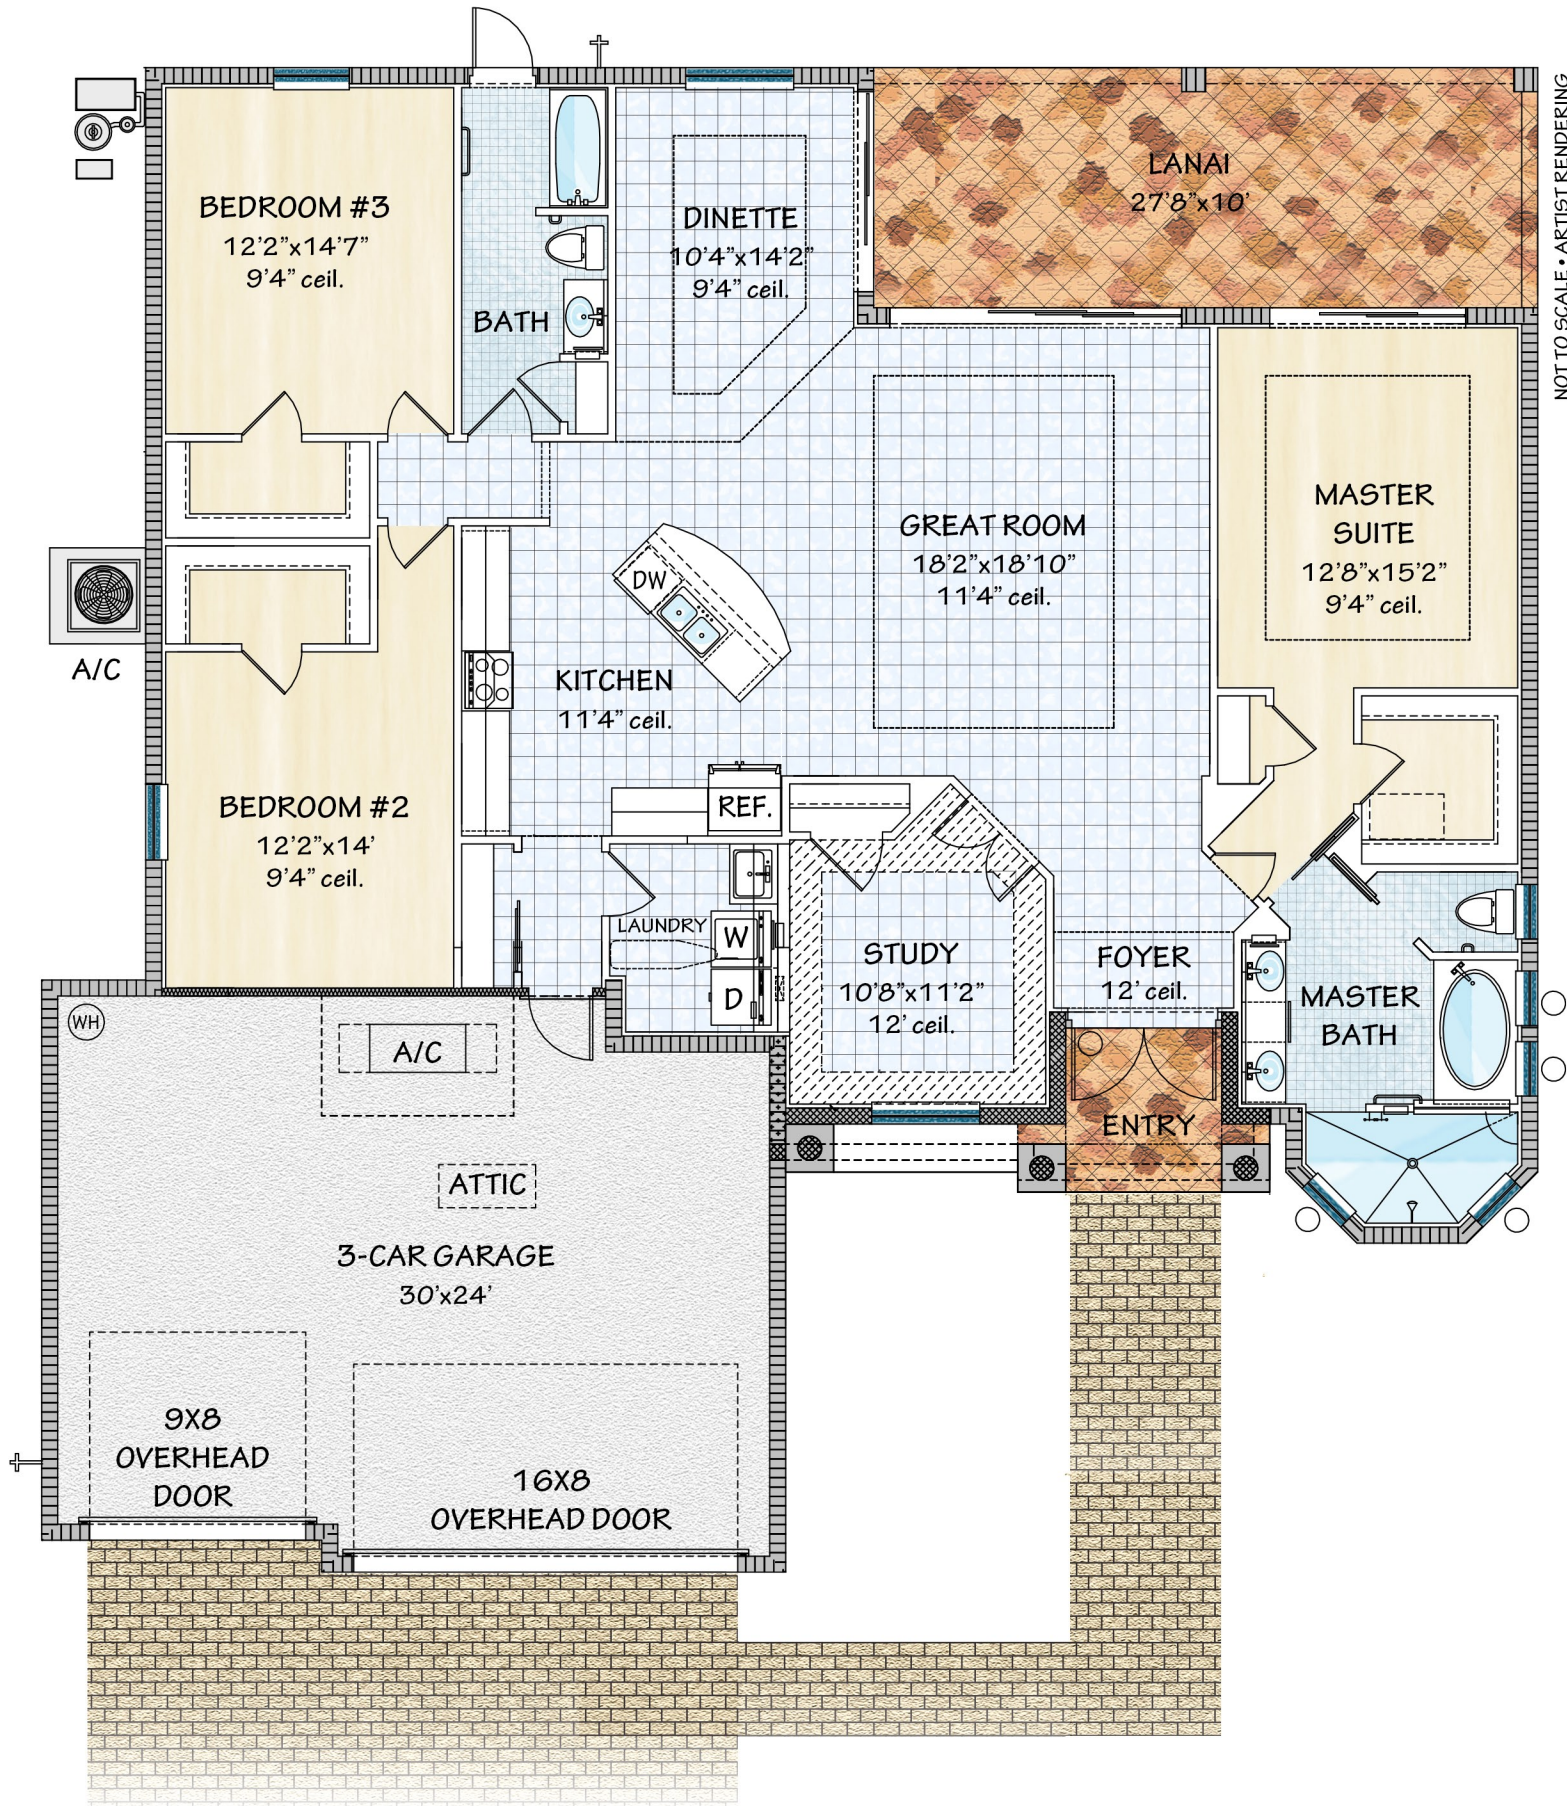 NOT TO SCALE • ARTIST RENDERING
LANAI
27'8"x10'
BEDROOM #3
12'2"x14'7"
9'4" ceil.
BATH
DINETTE
10'4"x14'2"
9'4" ceil.
GREAT ROOM
18'2"x18'10"
11'4" ceil.
MASTER
SUITE
12'8"x15'2"
9'4" ceil.
DW
A/C
KITCHEN
11'4" ceil.
REF.
BEDROOM #2
12'2"x14'
9'4" ceil.
LAUNDRY
W
D
STUDY
10'8"x11'2"
12' ceil.
FOYER
12' ceil.
MASTER
BATH
WH
A/C
ENTRY
ATTIC
3-CAR GARAGE
30'x24'
9X8
OVERHEAD
DOOR
16X8
OVERHEAD DOOR